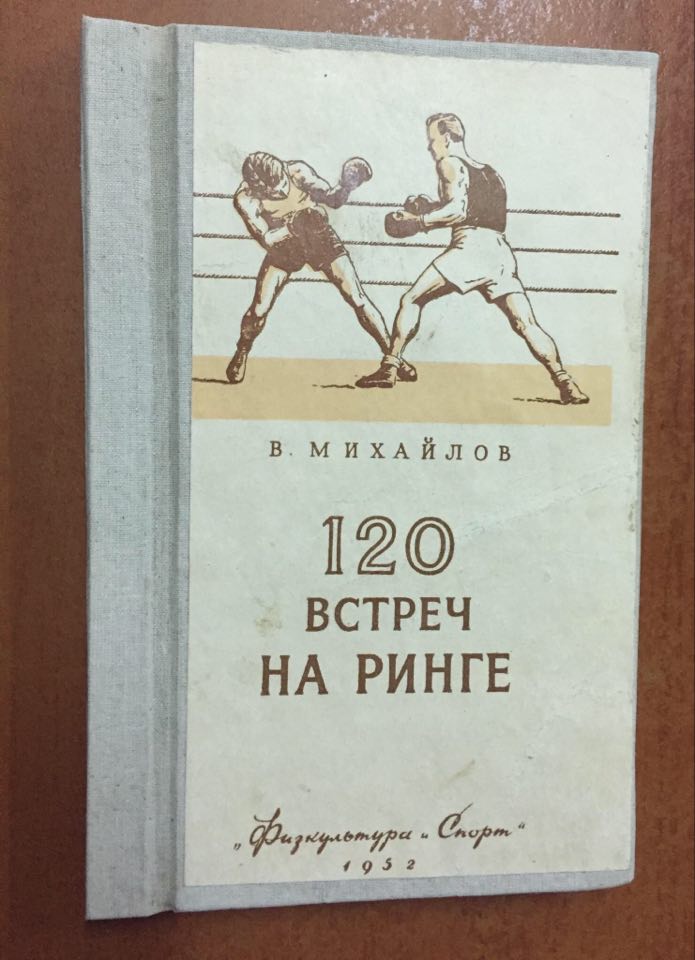 В. МИХАЙЛОВ
120
ВСТРЕЧ
НА РИНГЕ
„Физкультура и Спорт“
1952